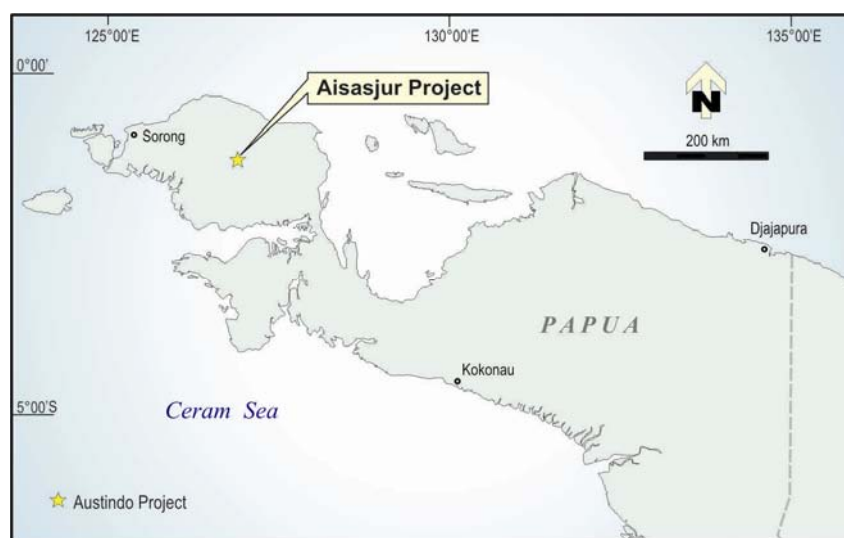 125°00'E
130°00'E
135°00'E
0°00'
Aisasjur Project
N
Sorong
200 km
Djajapura
PAPUA
Kokonau
5°00'S
Ceram Sea
Austindo Project